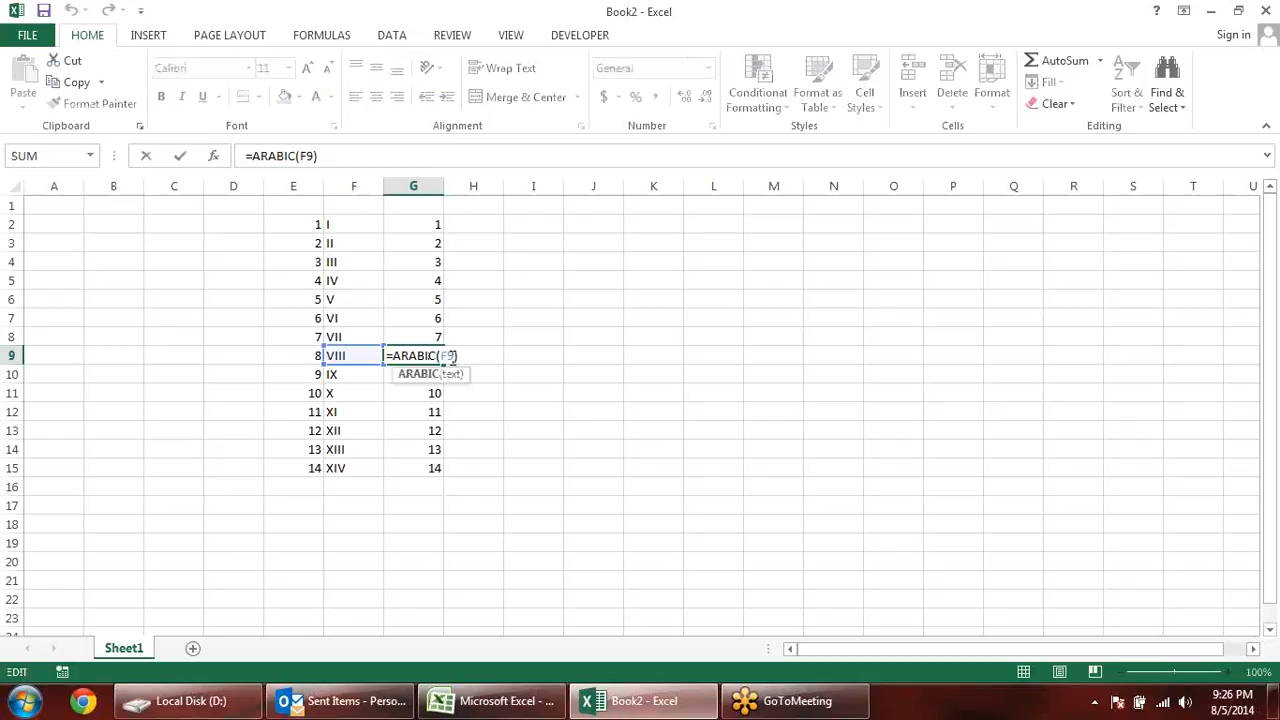 Book2 - Excel
?
FILE
HOME
INSERT
PAGE LAYOUT
FORMULAS
DATA
REVIEW
VIEW
DEVELOPER
Sign in
Paste
Cut
Copy
Format Painter
Clipboard
Calibri
11
A A
B I U
A
Font
Wrap Text
Merge & Center
Alignment
General
$ % ,
Number
Conditional Formatting
Format as Table
Cell Styles
Styles
Insert
Delete
Format
Cells
AutoSum
Fill
Clear
Sort & Filter
Find & Select
Editing
SUM
fx
=ARABIC(F9)
A B C D E F G H I J K L M N O P Q R S T U
1
2 1 I 1
3 2 II 2
4 3 III 3
5 4 IV 4
6 5 V 5
7 6 VI 6
8 7 VII 7
9 8 VIII =ARABIC(F9)
ARABIC(text)
10 9 IX
11 10 X 10
12 11 XI 11
13 12 XII 12
14 13 XIII 13
15 14 XIV 14
16
17
18
19
20
21
22
23
Sheet1
EDIT
100%
Local Disk (D:)
Sent Items - Perso...
Microsoft Excel - ...
Book2 - Excel
GoToMeeting
9:26 PM
8/5/2014